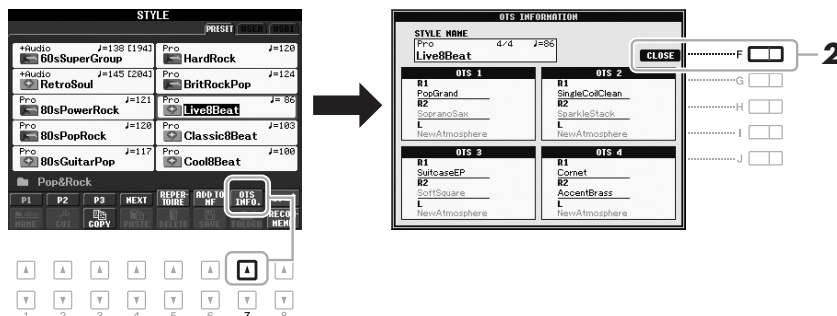 STYLE
PRESET USER USB1
+Audio ♩=138 [194] 60sSuperGroup
Pro ♩=120 HardRock
+Audio ♩=145 [204] RetroSoul
Pro ♩=124 BritRockPop
Pro ♩=121 80sPowerRock
Pro ♩= 86 Live8Beat
Pro ♩=120 80sPopRock
Pro ♩=103 Classic8Beat
Pro ♩=117 80sGuitarPop
Pro ♩=100 Cool8Beat
Pop&Rock
P1 P2 P3 NEXT REPER-TOIRE ADD TO MF OTS INFO.
NAME CUT COPY PASTE DELETE SAVE FOLDER
1 2 3 4 5 6 7 8
OTS INFORMATION
STYLE NAME
Pro 4/4 ♩=86
Live8Beat
CLOSE
F
2
G
H
I
J
OTS 1
R1
PopGrand
R2
SopranoSax
L
NewAtmosphere
OTS 2
R1
SingleCoilClean
R2
SparkleStack
L
NewAtmosphere
OTS 3
R1
SuitcaseEP
R2
SoftSquare
L
NewAtmosphere
OTS 4
R1
Cornet
R2
AccentBrass
L
NewAtmosphere